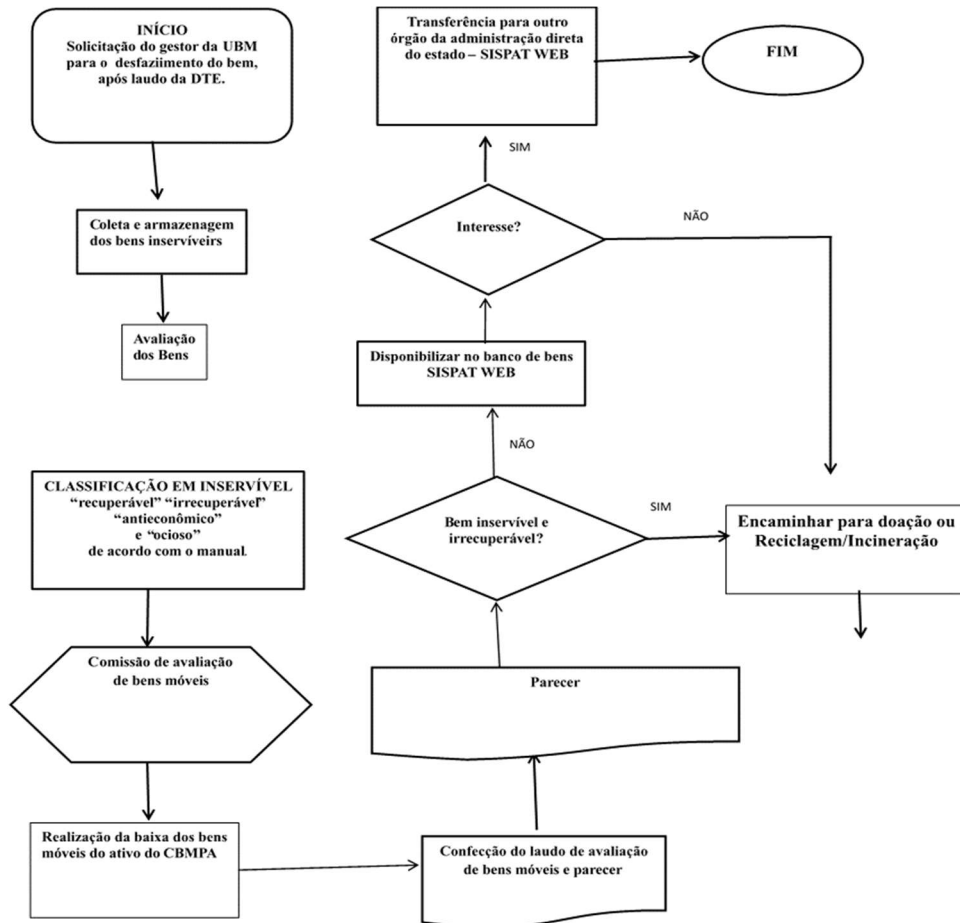 INÍCIO
Solicitação do gestor da UBM
para o desfaziimento do bem,
após laudo da DTE.
Coleta e armazenagem
dos bens inservíveirs
Avaliação
dos Bens
CLASSIFICAÇÃO EM INSERVÍVEL
“recuperável” “irrecuperável”
“antieconômico”
e “ocioso”
de acordo com o manual.
Comissão de avaliação
de bens móveis
Realização da baixa dos bens
móveis do ativo do CBMPA
Confecção do laudo de avaliação
de bens móveis e parecer
Parecer
Bem inservível e
irrecuperável?
SIM
Encaminhar para doação ou
Reciclagem/Incineração
NÃO
Disponibilizar no banco de bens
SISPAT WEB
Interesse?
NÃO
SIM
Transferência para outro
órgão da administração direta
do estado – SISPAT WEB
FIM